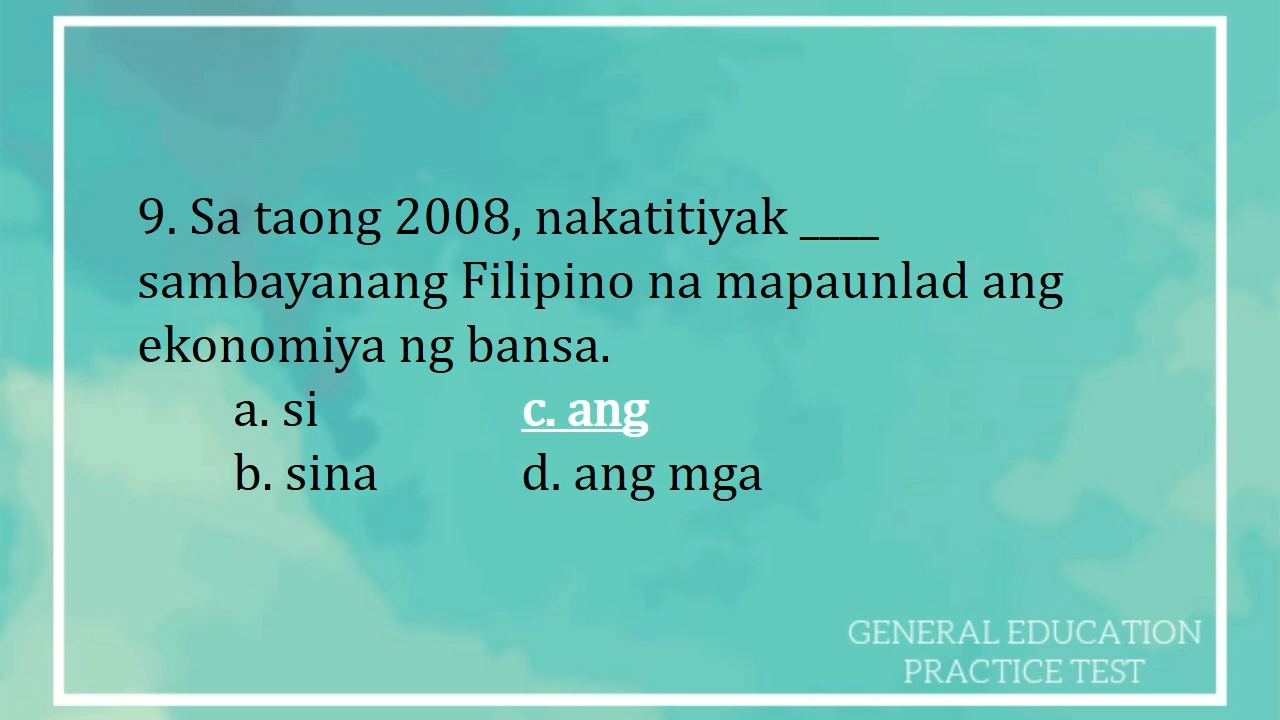 9. Sa taong 2008, nakatitiyak ____
sambayanang Filipino na mapaunlad ang
ekonomiya ng bansa.
a. si c. ang
b. sina d. ang mga
GENERAL EDUCATION
PRACTICE TEST